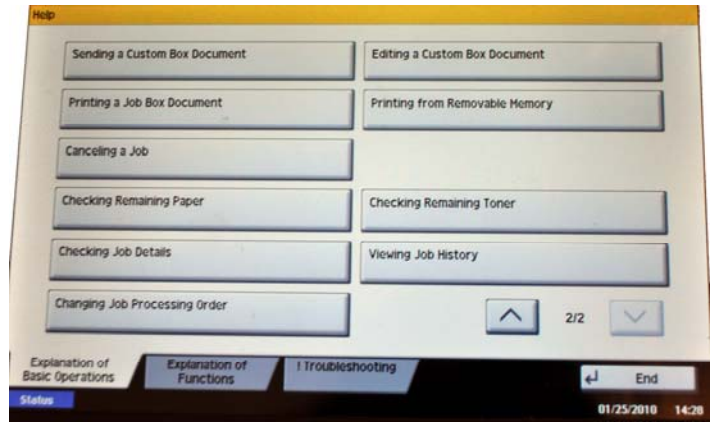 Help
Sending a Custom Box Document
Editing a Custom Box Document
Printing a Job Box Document
Printing from Removable Memory
Canceling a Job
Checking Remaining Paper
Checking Remaining Toner
Checking Job Details
Viewing Job History
Changing Job Processing Order
2/2
Explanation of
Basic Operations
Explanation of
Functions
! Troubleshooting
End
Status
01/25/2010 14:28